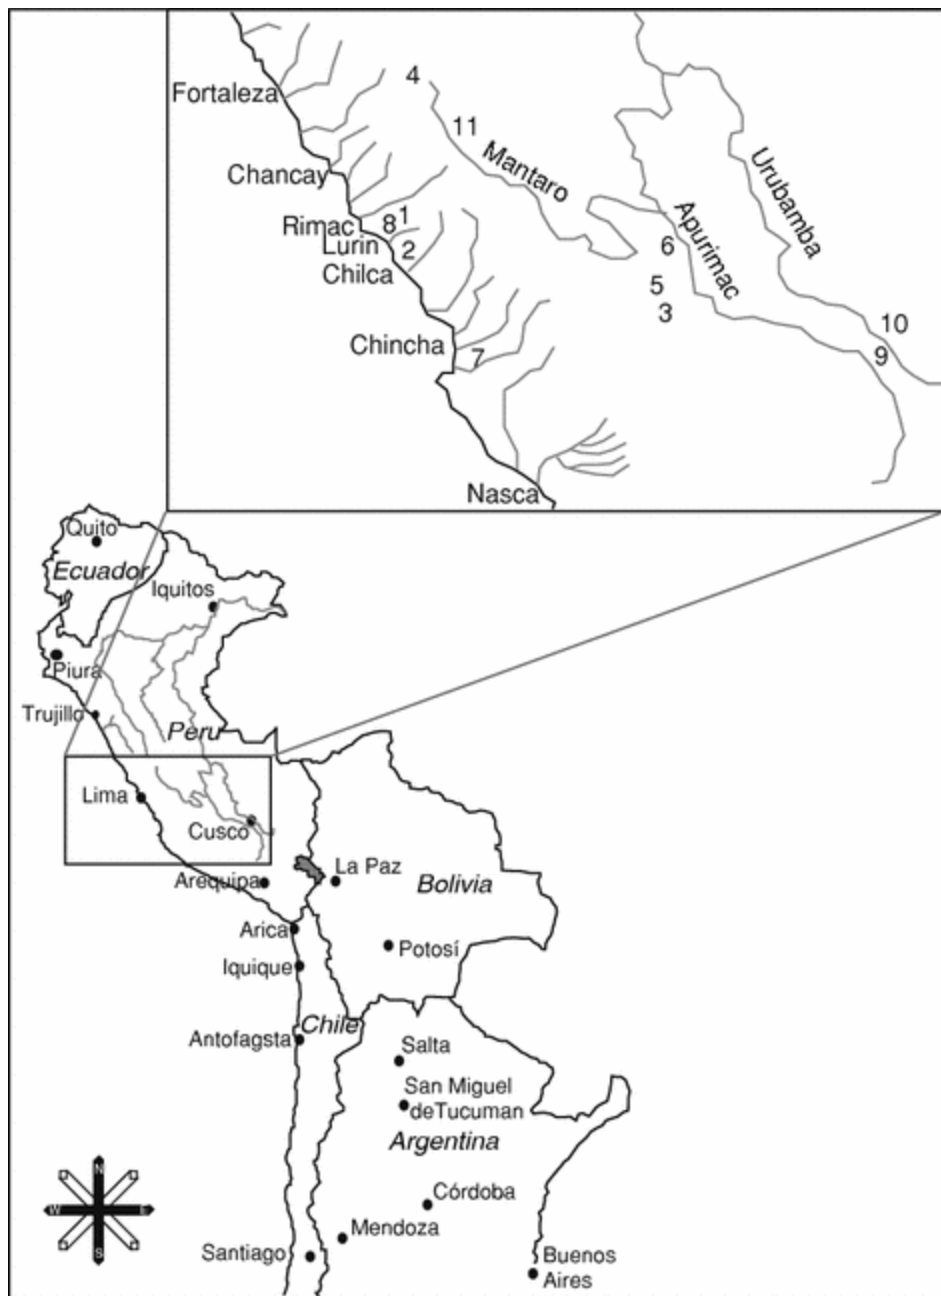 4
Fortaleza
11
Mantaro
Urubamba
Chancay
Apurimac
Rimac
8 1
Lurin
2
6
Chilca
5
3
10
Chincha
7
9
Nasca
Quito
Ecuador
Iquitos
Piura
Trujillo
Peru
Lima
Cusco
La Paz
Arequipa
Bolivia
Arica
Potosí
Iquique
Chile
Antofagsta
Salta
San Miguel
deTucuman
Argentina
N
W E
S
Córdoba
Mendoza
Santiago
Buenos
Aires